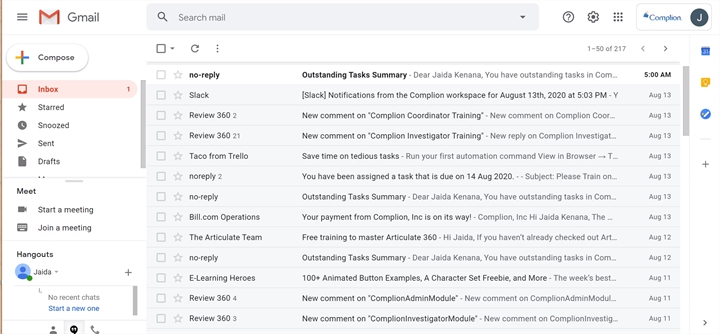 Gmail
Search mail
Complion
J
Compose
1–50 of 217
Inbox 1
Starred
Snoozed
Sent
Drafts
Meet
Start a meeting
Join a meeting
Hangouts
Jaida
No recent chats
Start a new one
no-reply Outstanding Tasks Summary - Dear Jaida Kenana, You have outstanding tasks in Com… 5:00 AM
Slack [Slack] Notifications from the Complion workspace for August 13th, 2020 at 5:03 PM - Y Aug 13
Review 360 2 New comment on "Complion Coordinator Training" - New comment on Complion Coor… Aug 13
Review 360 21 New comment on "Complion Investigator Training" - New reply on Complion Investigat… Aug 13
Taco from Trello Save time on tedious tasks - Run your first automation command View in Browser → T… Aug 13
noreply 2 You have been assigned a task that is due on 14 Aug 2020. - - Subject: Please Train on… Aug 13
no-reply Outstanding Tasks Summary - Dear Jaida Kenana, You have outstanding tasks in Com… Aug 13
Bill.com Operations Your payment from Complion, Inc is on its way! - Complion, Inc Hi Jaida Kenana, The … Aug 13
The Articulate Team Free training to master Articulate 360 - Hi Jaida, If you haven’t already checked out Art… Aug 12
no-reply Outstanding Tasks Summary - Dear Jaida Kenana, You have outstanding tasks in Com… Aug 12
E-Learning Heroes 100+ Animated Button Examples, A Character Set Freebie, and More - The week’s best… Aug 11
Review 360 4 New comment on "ComplionAdminModule" - New comment on ComplionAdminModul… Aug 11
Review 360 3 New comment on "ComplionInvestigatorModule" - New comment on ComplionInvestig… Aug 11